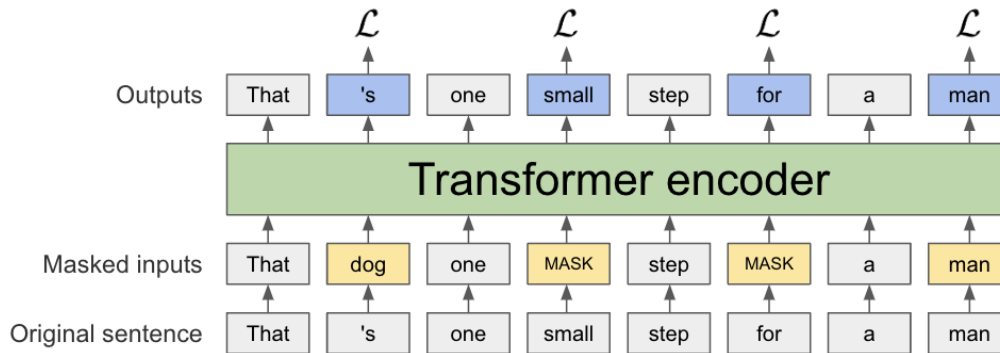 ℒ ℒ ℒ ℒ
Outputs That 's one small step for a man
Transformer encoder
Masked inputs That dog one MASK step MASK a man
Original sentence That 's one small step for a man